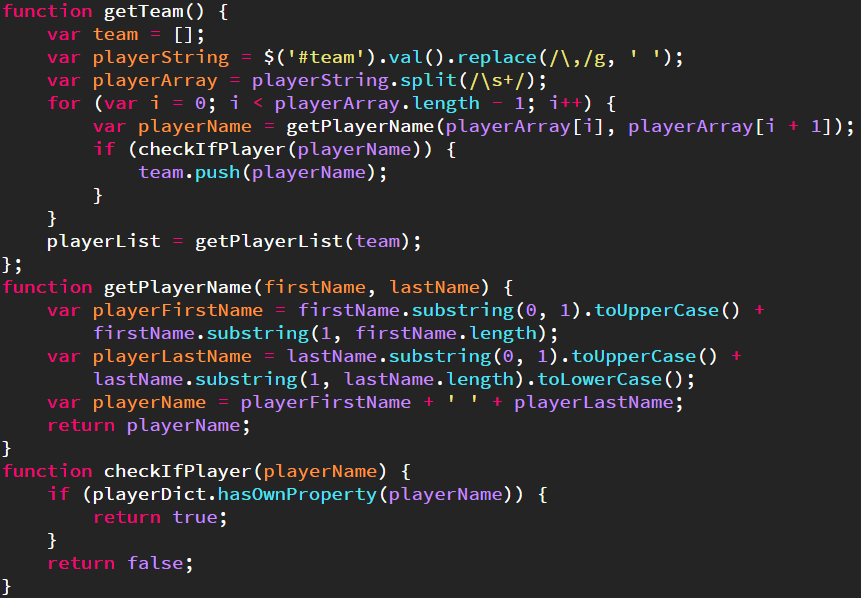 function getTeam() {
    var team = [];
    var playerString = $('#team').val().replace(/\,/g, ' ');
    var playerArray = playerString.split(/\s+/);
    for (var i = 0; i < playerArray.length - 1; i++) {
        var playerName = getPlayerName(playerArray[i], playerArray[i + 1]);
        if (checkIfPlayer(playerName)) {
            team.push(playerName);
        }
    }
    playerList = getPlayerList(team);
};
function getPlayerName(firstName, lastName) {
    var playerFirstName = firstName.substring(0, 1).toUpperCase() +
        firstName.substring(1, firstName.length);
    var playerLastName = lastName.substring(0, 1).toUpperCase() +
        lastName.substring(1, lastName.length).toLowerCase();
    var playerName = playerFirstName + ' ' + playerLastName;
    return playerName;
}
function checkIfPlayer(playerName) {
    if (playerDict.hasOwnProperty(playerName)) {
        return true;
    }
    return false;
}